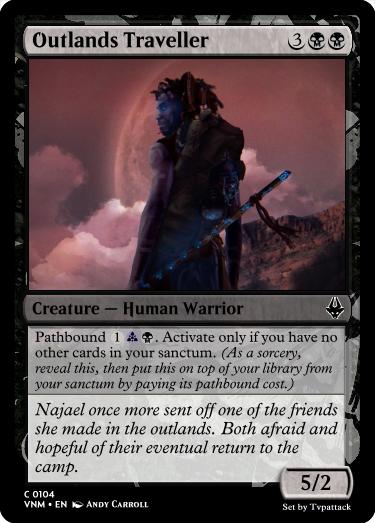 Outlands Traveller 3
Creature — Human Warrior
Pathbound 1 . Activate only if you have no
other cards in your sanctum. (As a sorcery,
reveal this, then put this on top of your library from
your sanctum by paying its pathbound cost.)
Najael once more sent off one of the friends
she made in the outlands. Both afraid and
hopeful of their eventual return to the
camp.
5/2
C 0104
VNM • EN Andy Carroll
Set by Tvpattack